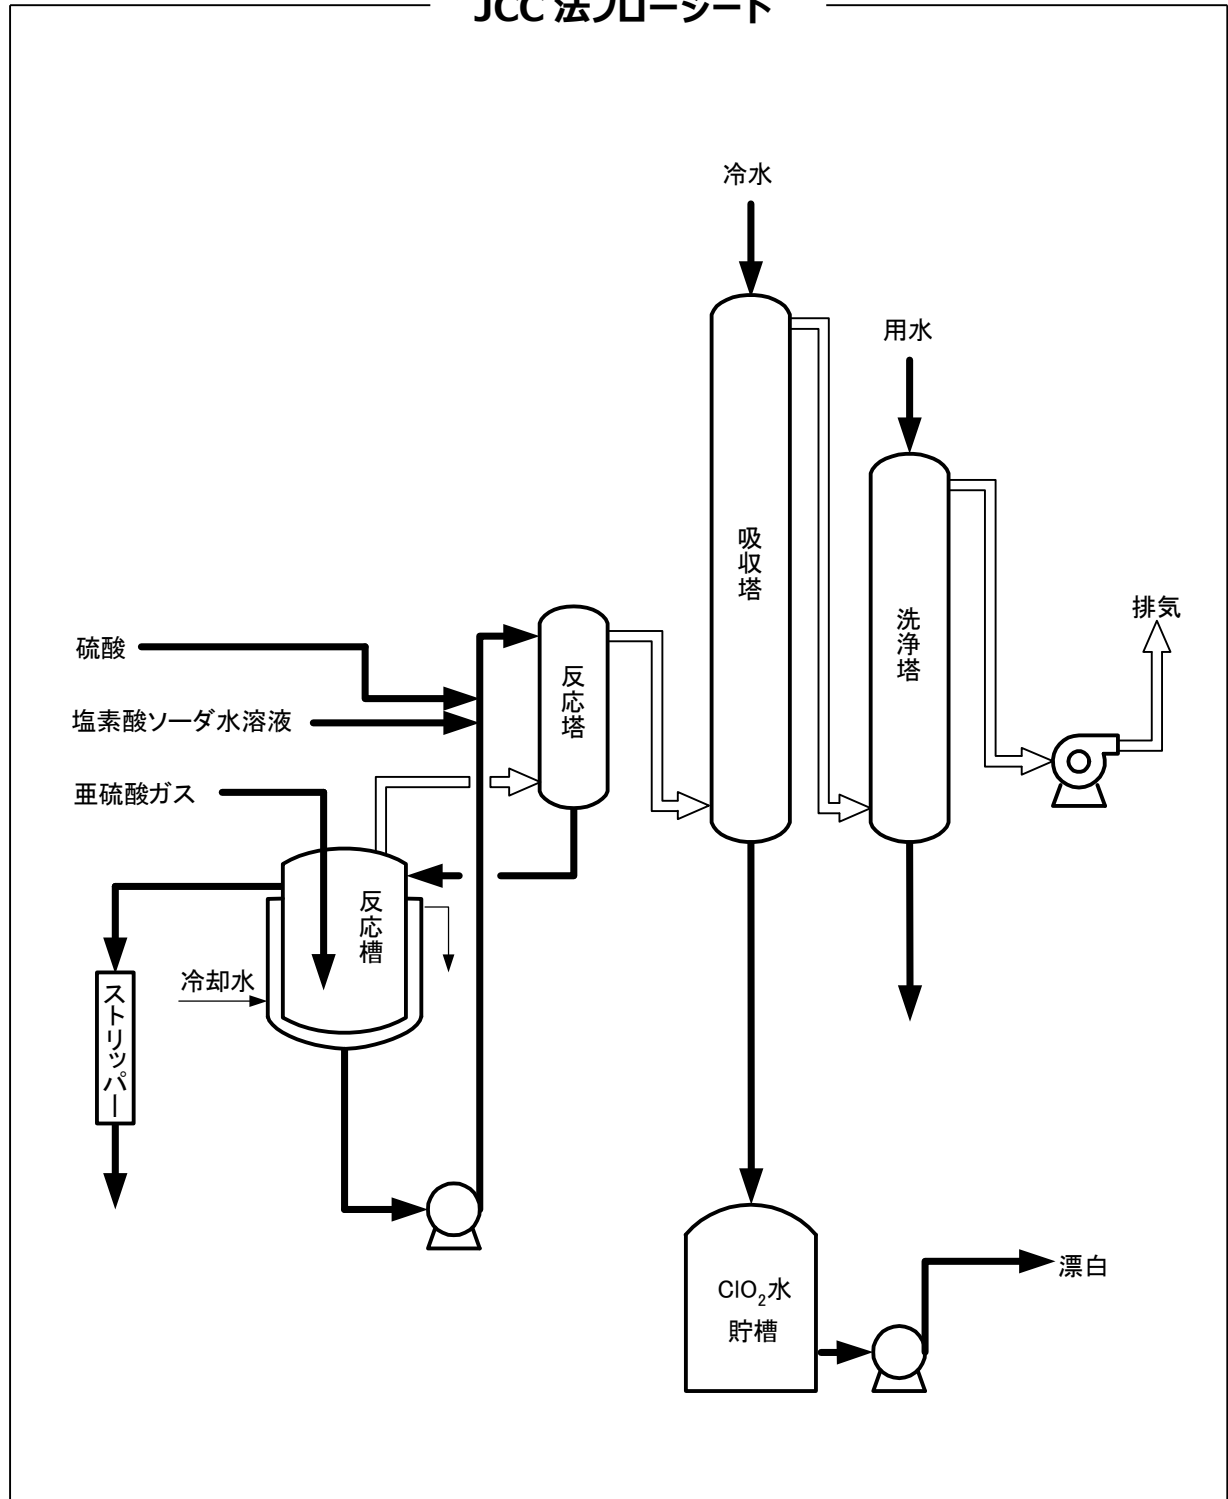 JCC 法フローシート
冷水
用水
吸収塔
洗浄塔
排気
硫酸
反応塔
塩素酸ソーダ水溶液
亜硫酸ガス
反応槽
冷却水
ストリッパー
ClO₂水
貯槽
漂白